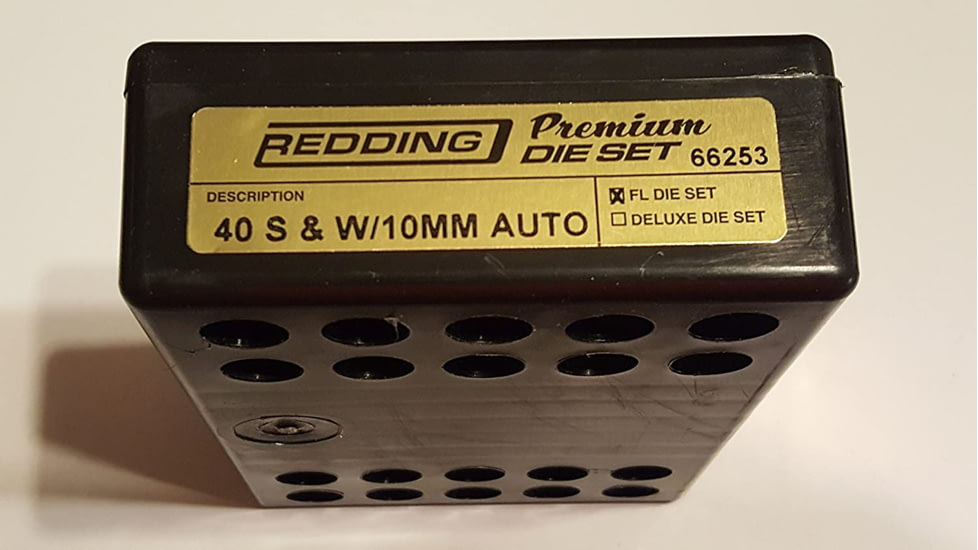 REDDING Premium
DIE SET 66253
DESCRIPTION
40 S & W/10MM AUTO
FL DIE SET
DELUXE DIE SET